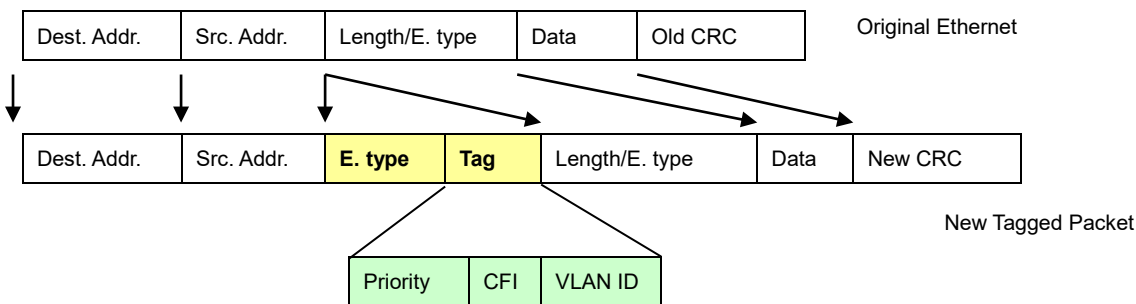 Dest. Addr. Src. Addr. Length/E. type Data Old CRC
Original Ethernet
Dest. Addr. Src. Addr. E. type Tag Length/E. type Data New CRC
New Tagged Packet
Priority CFI VLAN ID